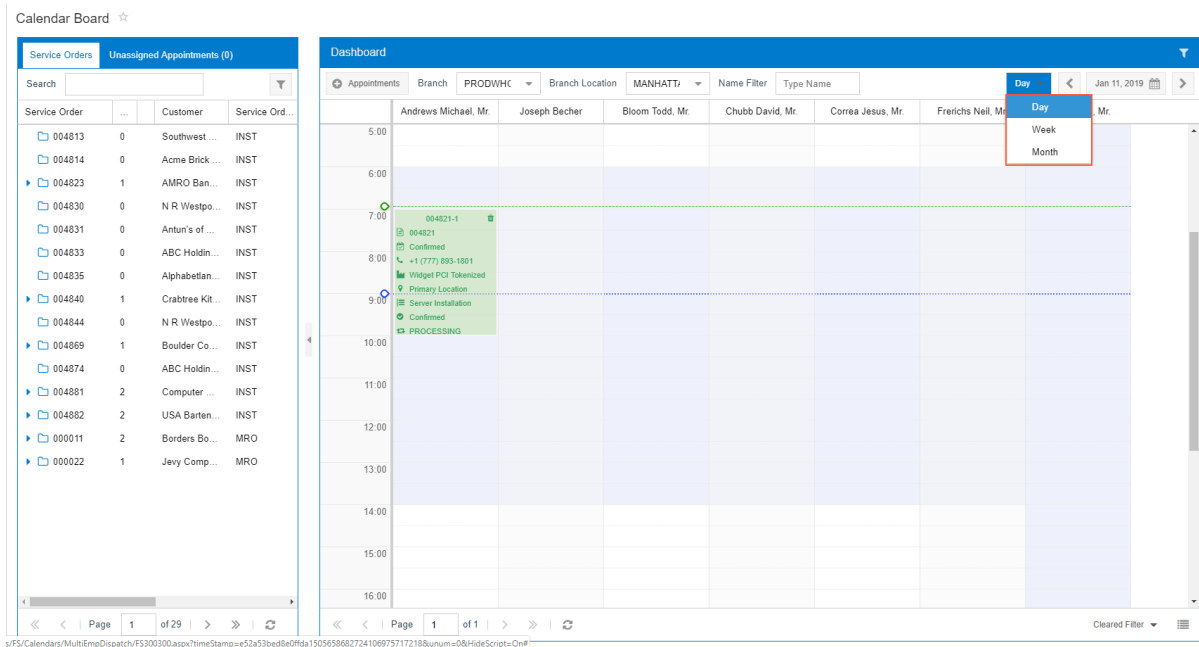 Calendar Board
Service Orders Unassigned Appointments (0)
Search
Service Order ... Customer Service Ord...
004813 0 Southwest ... INST
004814 0 Acme Brick ... INST
004823 1 AMRO Ban... INST
004830 0 N R Westpo... INST
004831 0 Antun's of ... INST
004833 0 ABC Holdin... INST
004835 0 Alphabetlan... INST
004840 1 Crabtree Kit... INST
004844 0 N R Westpo... INST
004869 1 Boulder Co... INST
004874 0 ABC Holdin... INST
004881 2 Computer ... INST
004882 2 USA Barten... INST
000011 2 Borders Bo... MRO
000022 1 Jevy Comp... MRO
Page 1 of 29
Dashboard
Appointments Branch PRODWHC Branch Location MANHATT Name Filter Type Name Day Jan 11, 2019
Day
Week
Month
Andrews Michael, Mr. Joseph Becher Bloom Todd, Mr. Chubb David, Mr. Correa Jesus, Mr. Frerichs Neil, Mr , Mr.
5:00
6:00
7:00
8:00
9:00
10:00
11:00
12:00
13:00
14:00
15:00
16:00
004821-1
004821
Confirmed
+1 (777) 893-1801
Widget PCI Tokenized
Primary Location
Server Installation
Confirmed
PROCESSING
Page 1 of 1 Cleared Filter
s/FS/Calendars/MultiEmpDispatch/FS300300.aspx?timeStamp=e52a53bed8e0ffda15056586827241069757172188&unum=0&HideScript=On#